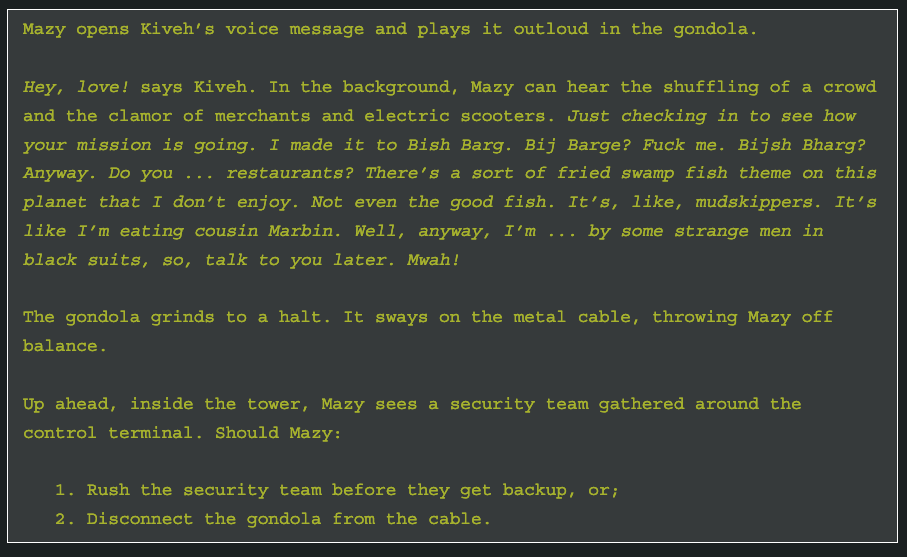 Mazy opens Kiveh’s voice message and plays it outloud in the gondola.
Hey, love! says Kiveh. In the background, Mazy can hear the shuffling of a crowd
and the clamor of merchants and electric scooters. Just checking in to see how
your mission is going. I made it to Bish Barg. Bij Barge? Fuck me. Bijsh Bharg?
Anyway. Do you ... restaurants? There’s a sort of fried swamp fish theme on this
planet that I don’t enjoy. Not even the good fish. It’s, like, mudskippers. It’s
like I’m eating cousin Marbin. Well, anyway, I’m ... by some strange men in
black suits, so, talk to you later. Mwah!
The gondola grinds to a halt. It sways on the metal cable, throwing Mazy off
balance.
Up ahead, inside the tower, Mazy sees a security team gathered around the
control terminal. Should Mazy:
1. Rush the security team before they get backup, or;
2. Disconnect the gondola from the cable.